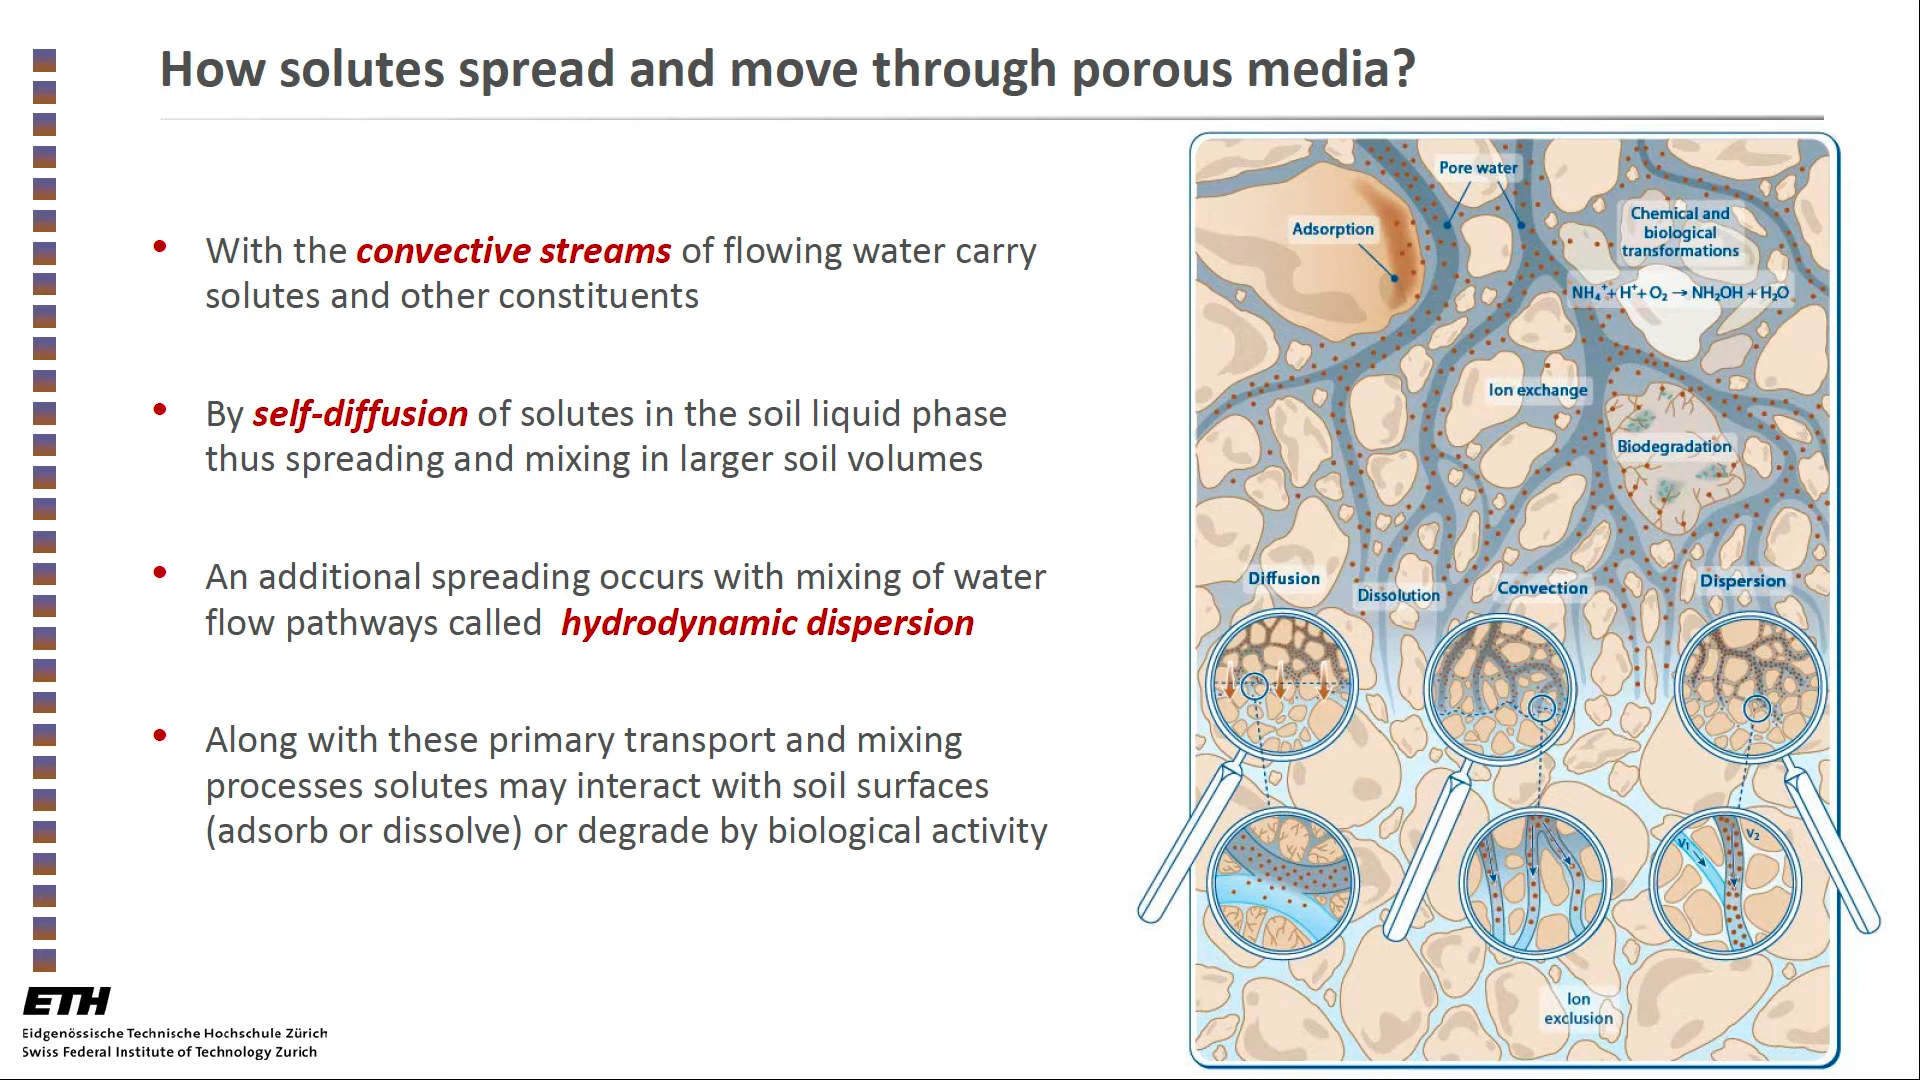 How solutes spread and move through porous media?
• With the convective streams of flowing water carry
solutes and other constituents
• By self-diffusion of solutes in the soil liquid phase
thus spreading and mixing in larger soil volumes
• An additional spreading occurs with mixing of water
flow pathways called hydrodynamic dispersion
• Along with these primary transport and mixing
processes solutes may interact with soil surfaces
(adsorb or dissolve) or degrade by biological activity
Pore water
Adsorption
Chemical and
biological
transformations
NH₄⁺+ H⁺+ O₂ → NH₂OH + H₂O
Ion exchange
Biodegradation
Diffusion
Dissolution
Convection
Dispersion
V₁
V₂
Ion
exclusion
ETH
Eidgenössische Technische Hochschule Zürich
Swiss Federal Institute of Technology Zurich